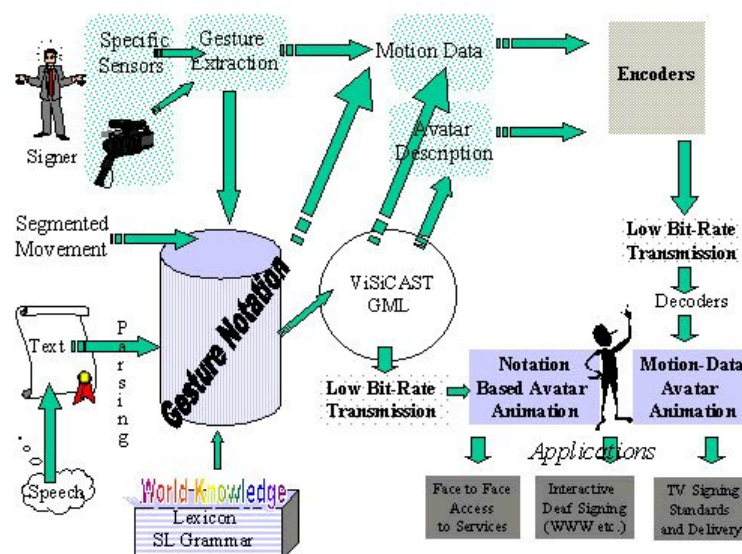 Specific
Sensors
Gesture
Extraction
Motion Data
Encoders
Signer
Avatar
Description
Segmented
Movement
Low Bit-Rate
Transmission
ViSiCAST
GML
Decoders
Gesture Notation
Text
Parsing
Low Bit-Rate
Transmission
Notation
Based Avatar
Animation
Motion-Data
Avatar
Animation
Applications
Speech
World Knowledge
Lexicon
SL Grammar
Face to Face
Access
to Services
Interactive
Deaf Signing
(WWW etc.)
TV Signing
Standards
and Delivery